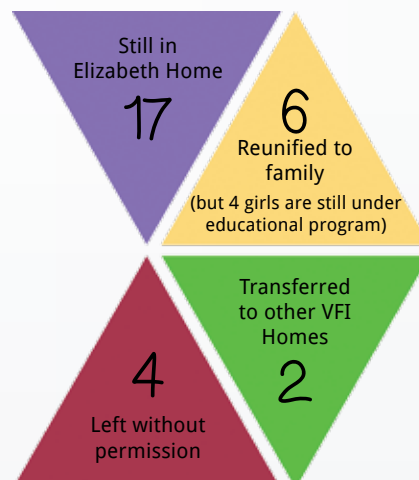 Still in
Elizabeth Home
17
6
Reunified to
family
(but 4 girls are still under
educational program)
4
Left without
permission
Transferred
to other VFI
Homes
2